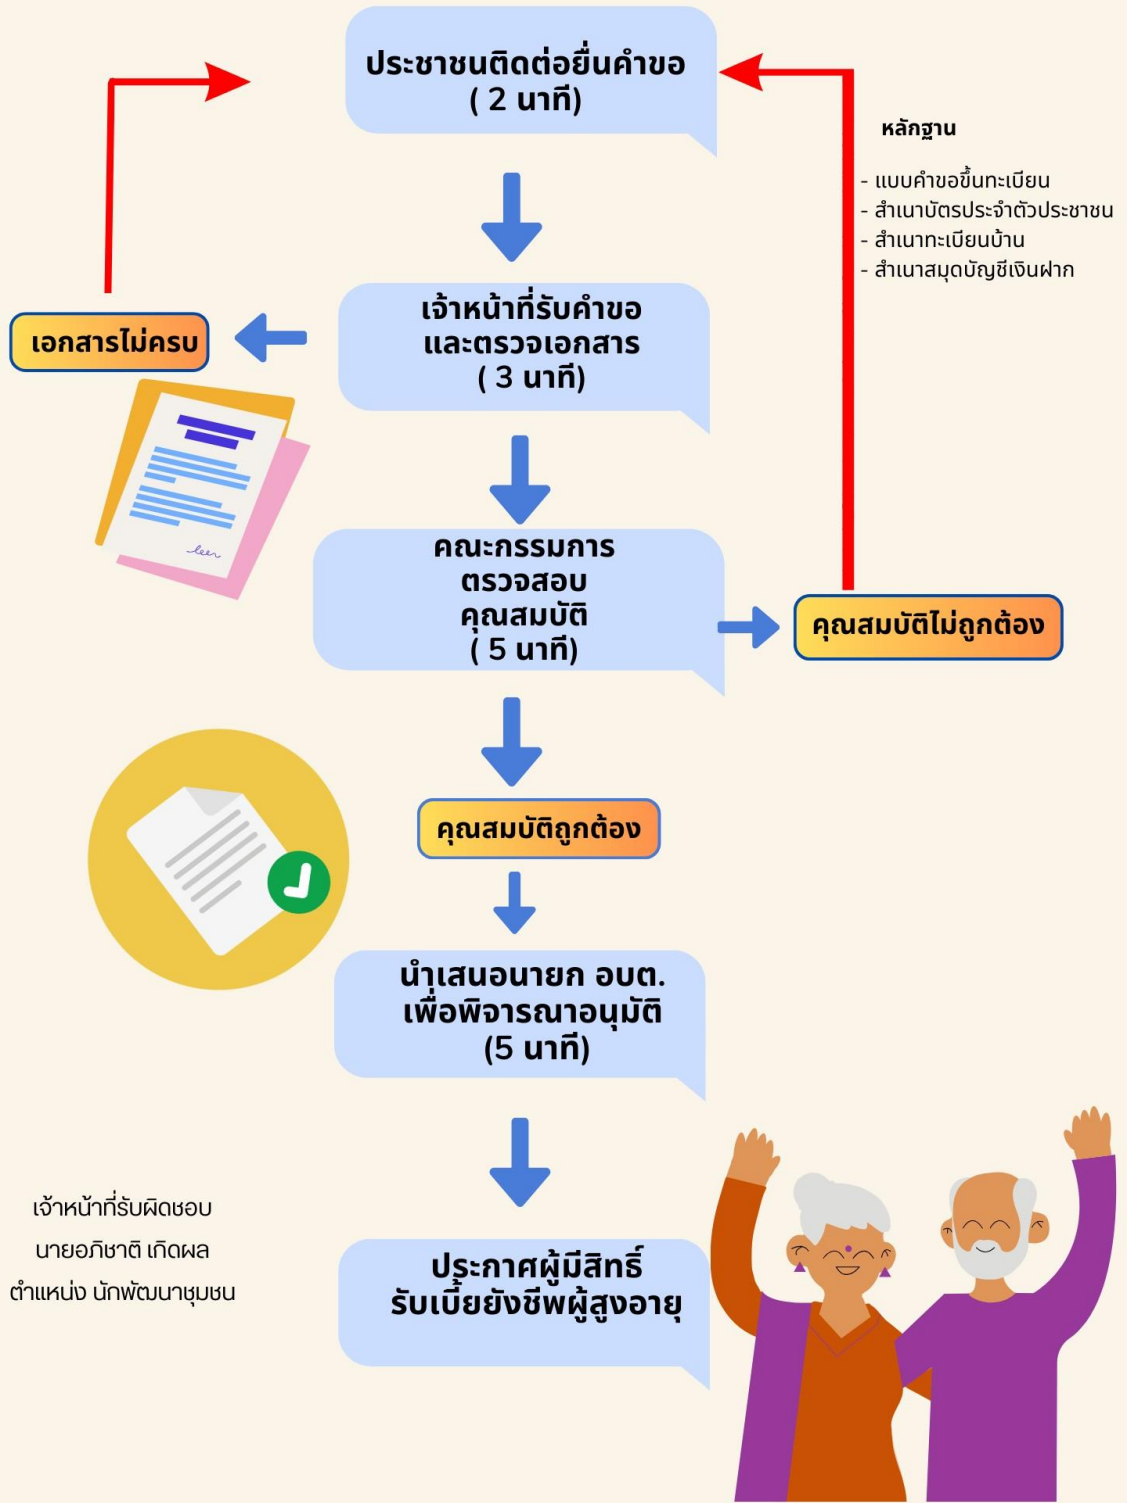 ประชาชนติดต่อยื่นคำขอ
( 2 นาที)
หลักฐาน
- แบบคำขอขึ้นทะเบียน
- สำเนาบัตรประจำตัวประชาชน
- สำเนาทะเบียนบ้าน
- สำเนาสมุดบัญชีเงินฝาก
เจ้าหน้าที่รับคำขอ
และตรวจเอกสาร
( 3 นาที)
เอกสารไม่ครบ
คณะกรรมการ
ตรวจสอบ
คุณสมบัติ
( 5 นาที)
คุณสมบัติไม่ถูกต้อง
คุณสมบัติถูกต้อง
นำเสนอนายก อบต.
เพื่อพิจารณาอนุมัติ
(5 นาที)
เจ้าหน้าที่รับผิดชอบ
นายอภิชาติ เกิดผล
ตำแหน่ง นักพัฒนาชุมชน
ประกาศผู้มีสิทธิ์
รับเบี้ยยังชีพผู้สูงอายุ